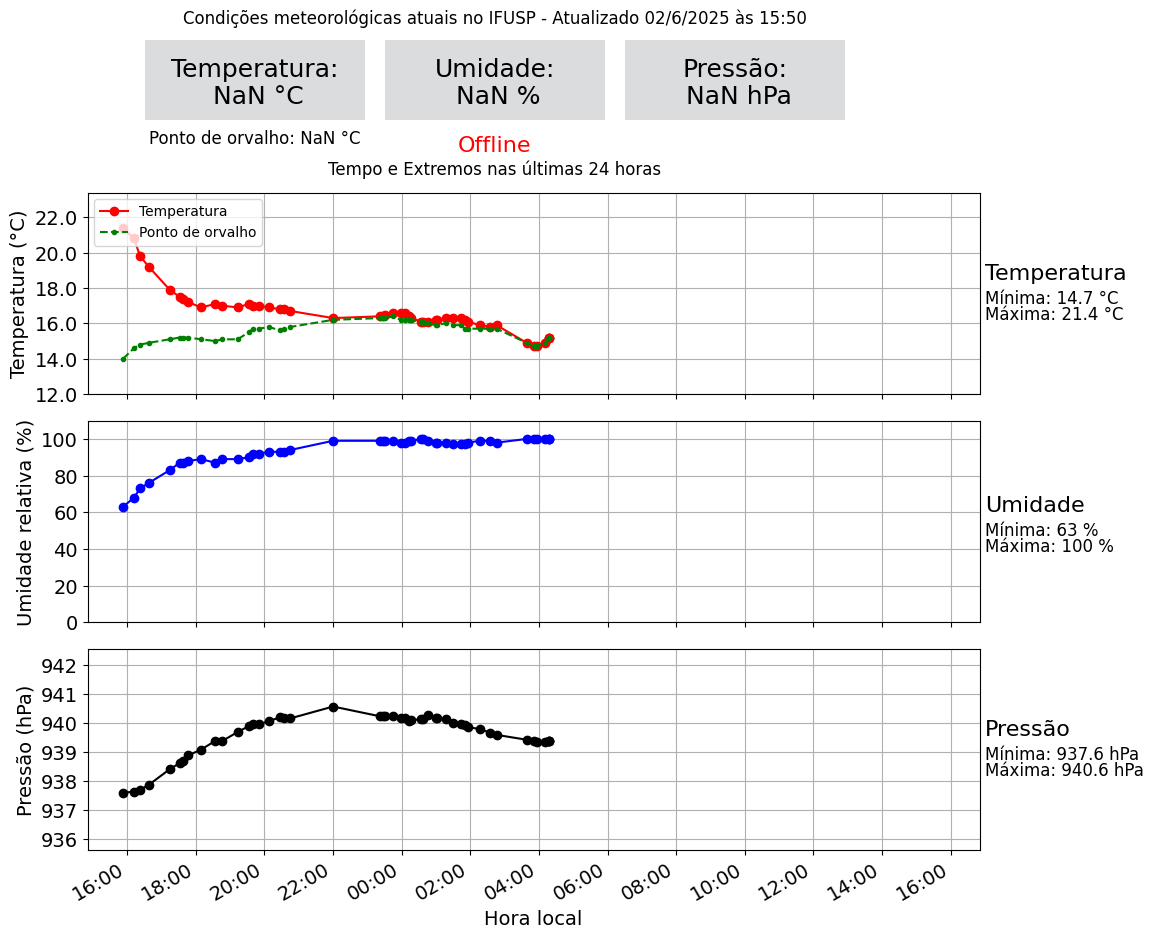 Condições meteorológicas atuais no IFUSP - Atualizado 02/6/2025 às 15:50
Temperatura:
NaN °C
Umidade:
NaN %
Pressão:
NaN hPa
Ponto de orvalho: NaN °C
Offline
Tempo e Extremos nas últimas 24 horas
Temperatura (°C)
22.0
20.0
18.0
16.0
14.0
12.0
Temperatura
Ponto de orvalho
Temperatura
Mínima: 14.7 °C
Máxima: 21.4 °C
Umidade relativa (%)
100
80
60
40
20
0
Umidade
Mínima: 63 %
Máxima: 100 %
Pressão (hPa)
942
941
940
939
938
937
936
Pressão
Mínima: 937.6 hPa
Máxima: 940.6 hPa
16:00 18:00 20:00 22:00 00:00 02:00 04:00 06:00 08:00 10:00 12:00 14:00 16:00
Hora local